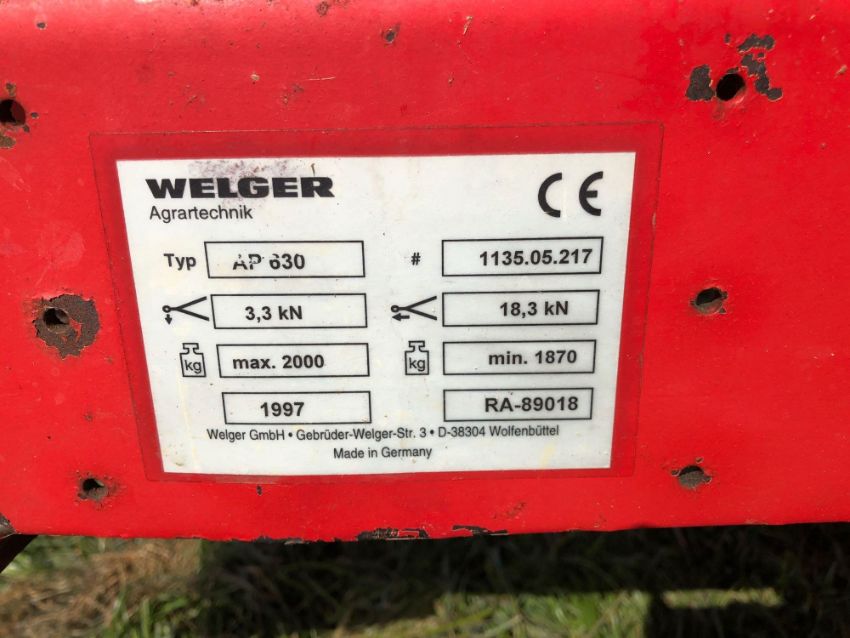 WELGER CE
Agrartechnik
Typ AP 630 # 1135.05.217
3,3 kN 18,3 kN
kg max. 2000 kg min. 1870
1997 RA-89018
Welger GmbH • Gebrüder-Welger-Str. 3 • D-38304 Wolfenbüttel
Made in Germany